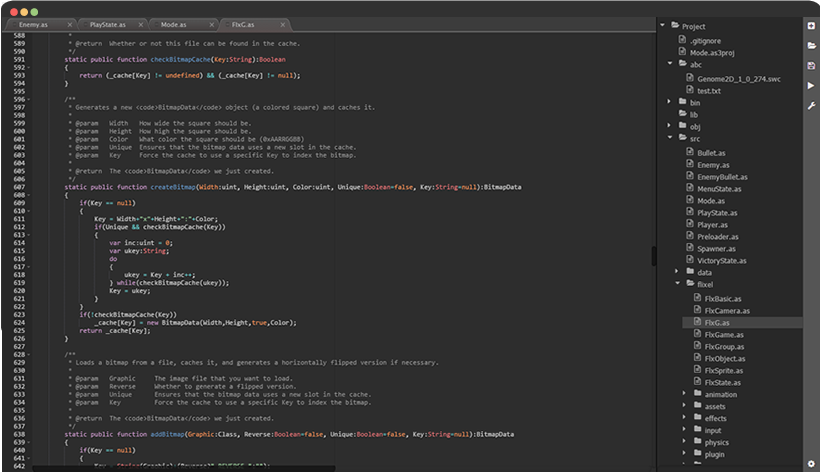 Enemy.as PlayState.as Mode.as FlxG.as
588 *
589 * @return Whether or not this file can be found in the cache.
590 */
591 static public function checkBitmapCache(Key:String):Boolean
592 {
593 return (_cache[Key] != undefined) && (_cache[Key] != null);
594 }
595
596 /**
597 * Generates a new <code>BitmapData</code> object (a colored square) and caches it.
598 *
599 * @param Width How wide the square should be.
600 * @param Height How high the square should be.
601 * @param Color What color the square should be (0xAARRGGBB)
602 * @param Unique Ensures that the bitmap data uses a new slot in the cache.
603 * @param Key Force the cache to use a specific Key to index the bitmap.
604 *
605 * @return The <code>BitmapData</code> we just created.
606 */
607 static public function createBitmap(Width:uint, Height:uint, Color:uint, Unique:Boolean=false, Key:String=null):BitmapData
608 {
609 if(Key == null)
610 {
611 Key = Width+"x"+Height+":"+Color;
612 if(Unique && checkBitmapCache(Key))
613 {
614 var inc:uint = 0;
615 var ukey:String;
616 do
617 {
618 ukey = Key + inc++;
619 } while(checkBitmapCache(ukey));
620 Key = ukey;
621 }
622 }
623 if(!checkBitmapCache(Key))
624 _cache[Key] = new BitmapData(Width,Height,true,Color);
625 return _cache[Key];
626 }
627
628 /**
629 * Loads a bitmap from a file, caches it, and generates a horizontally flipped version if necessary.
630 *
631 * @param Graphic The image file that you want to load.
632 * @param Reverse Whether to generate a flipped version.
633 * @param Unique Ensures that the bitmap data uses a new slot in the cache.
634 * @param Key Force the cache to use a specific Key to index the bitmap.
635 *
636 * @return The <code>BitmapData</code> we just created.
637 */
638 static public function addBitmap(Graphic:Class, Reverse:Boolean=false, Unique:Boolean=false, Key:String=null):BitmapData
639 {
640 if(Key == null)
641 {
642
Project
.gitignore
Mode.as3proj
abc
Genome2D_1_0_274.swc
test.txt
bin
lib
obj
src
Bullet.as
Enemy.as
EnemyBullet.as
MenuState.as
Mode.as
PlayState.as
Player.as
Preloader.as
Spawner.as
VictoryState.as
data
flixel
FlxBasic.as
FlxCamera.as
FlxG.as
FlxGame.as
FlxGroup.as
FlxObject.as
FlxSprite.as
FlxState.as
animation
assets
effects
input
physics
plugin